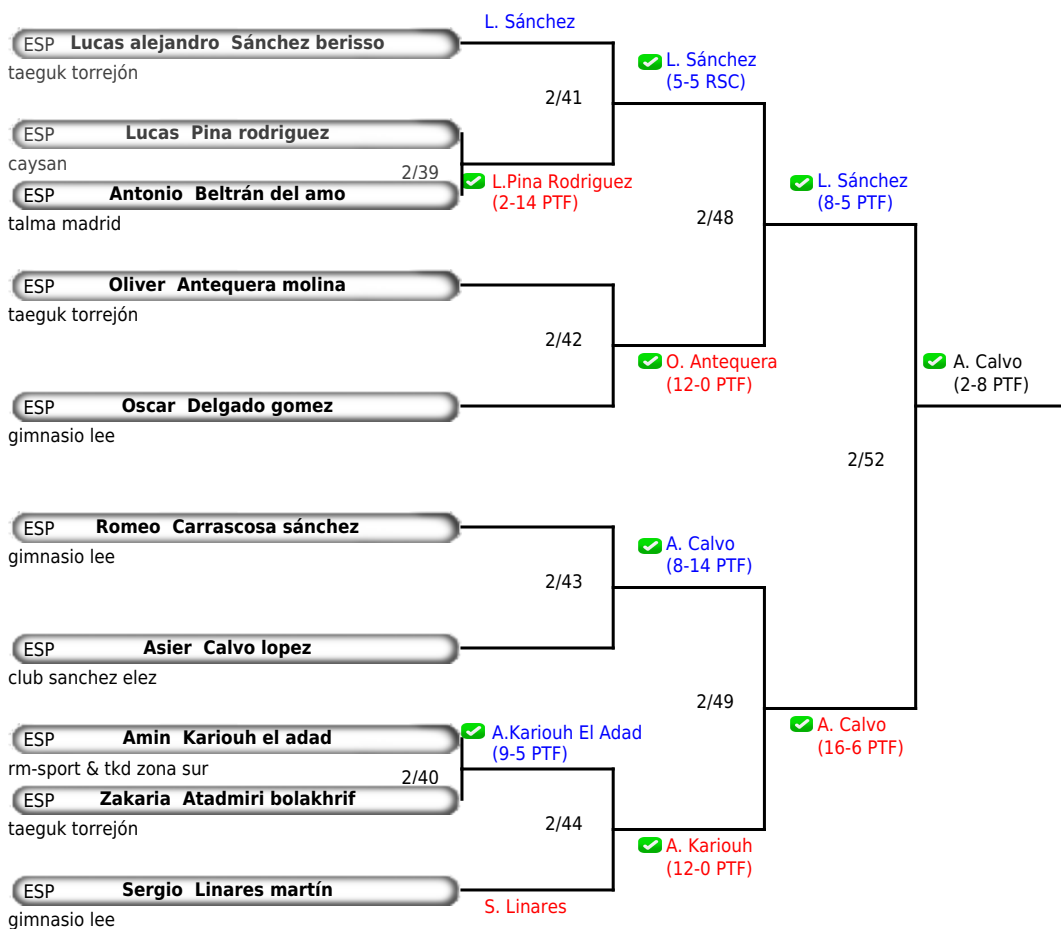 L. Sánchez
ESP Lucas alejandro Sánchez berisso
taeguk torrejón
L. Sánchez
(5-5 RSC)
2/41
ESP Lucas Pina rodriguez
caysan
2/39
L.Pina Rodriguez
(2-14 PTF)
ESP Antonio Beltrán del amo
talma madrid
L. Sánchez
(8-5 PTF)
2/48
ESP Oliver Antequera molina
taeguk torrejón
2/42
O. Antequera
(12-0 PTF)
A. Calvo
(2-8 PTF)
ESP Oscar Delgado gomez
gimnasio lee
2/52
ESP Romeo Carrascosa sánchez
gimnasio lee
A. Calvo
(8-14 PTF)
2/43
ESP Asier Calvo lopez
club sanchez elez
2/49
A. Calvo
(16-6 PTF)
ESP Amin Kariouh el adad
rm-sport & tkd zona sur
A.Kariouh El Adad
(9-5 PTF)
2/40
ESP Zakaria Atadmiri bolakhrif
taeguk torrejón
2/44
A. Kariouh
(12-0 PTF)
ESP Sergio Linares martín
gimnasio lee
S. Linares